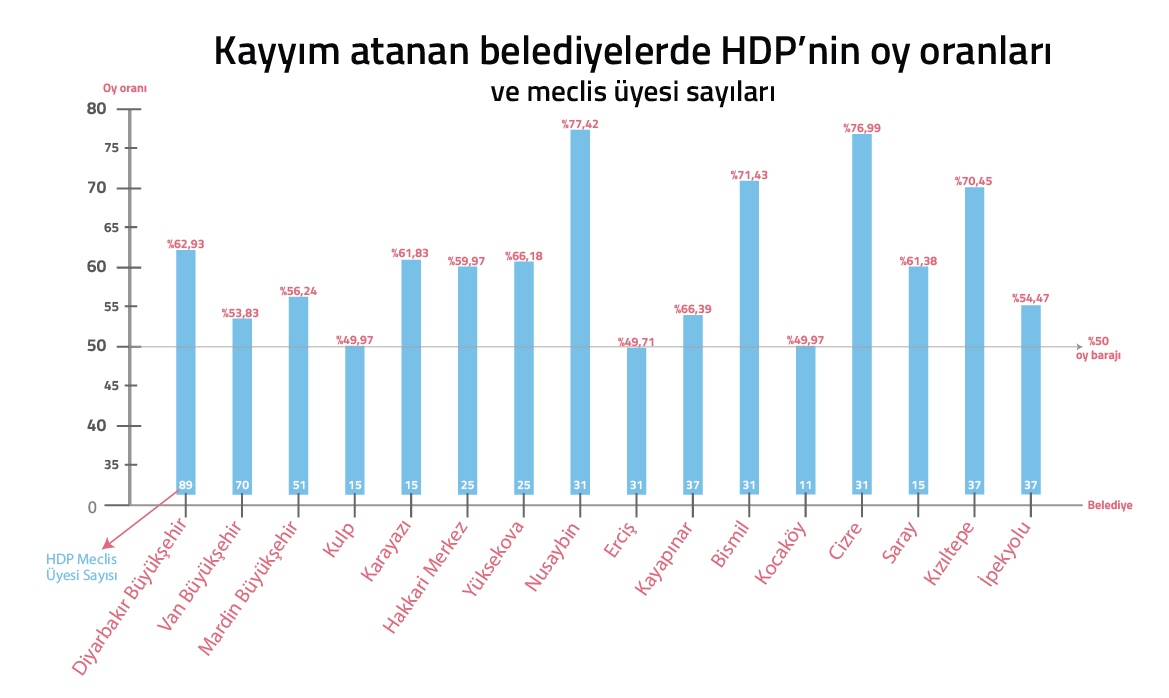 Kayyım atanan belediyelerde HDP’nin oy oranları
ve meclis üyesi sayıları
Oy oranı
80
75
70
65
60
55
50
45
40
35
0
%62,93
%53,83
%56,24
%49,97
%61,83
%59,97
%66,18
%77,42
%49,71
%66,39
%71,43
%49,97
%76,99
%61,38
%70,45
%54,47
%50
oy barajı
89
70
51
15
15
25
25
31
31
37
31
11
31
15
37
37
Belediye
HDP Meclis
Üyesi Sayısı
Diyarbakır Büyükşehir
Van Büyükşehir
Mardin Büyükşehir
Kulp
Karayazı
Hakkari Merkez
Yüksekova
Nusaybin
Erciş
Kayapınar
Bismil
Kocaköy
Cizre
Saray
Kızıltepe
İpekyolu